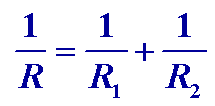 1/R = 1/R₁ + 1/R₂